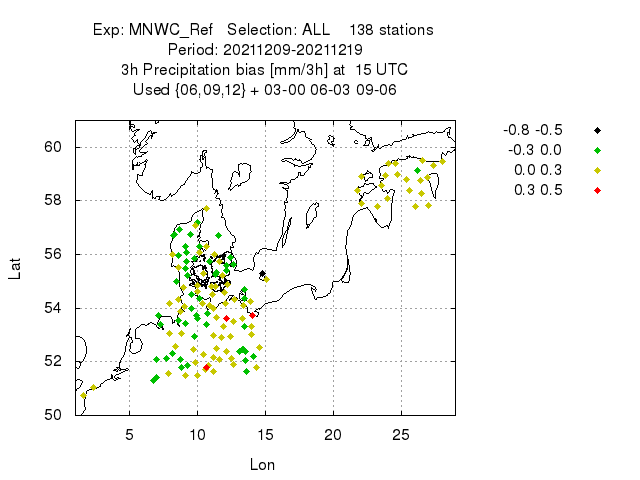 Exp: MNWC_Ref   Selection: ALL    138 stations
Period: 20211209-20211219
3h Precipitation bias [mm/3h] at  15 UTC
Used {06,09,12} + 03-00 06-03 09-06
-0.8 -0.5
-0.3 0.0
0.0 0.3
0.3 0.5
60
58
56
54
52
50
Lat
5 10 15 20 25
Lon